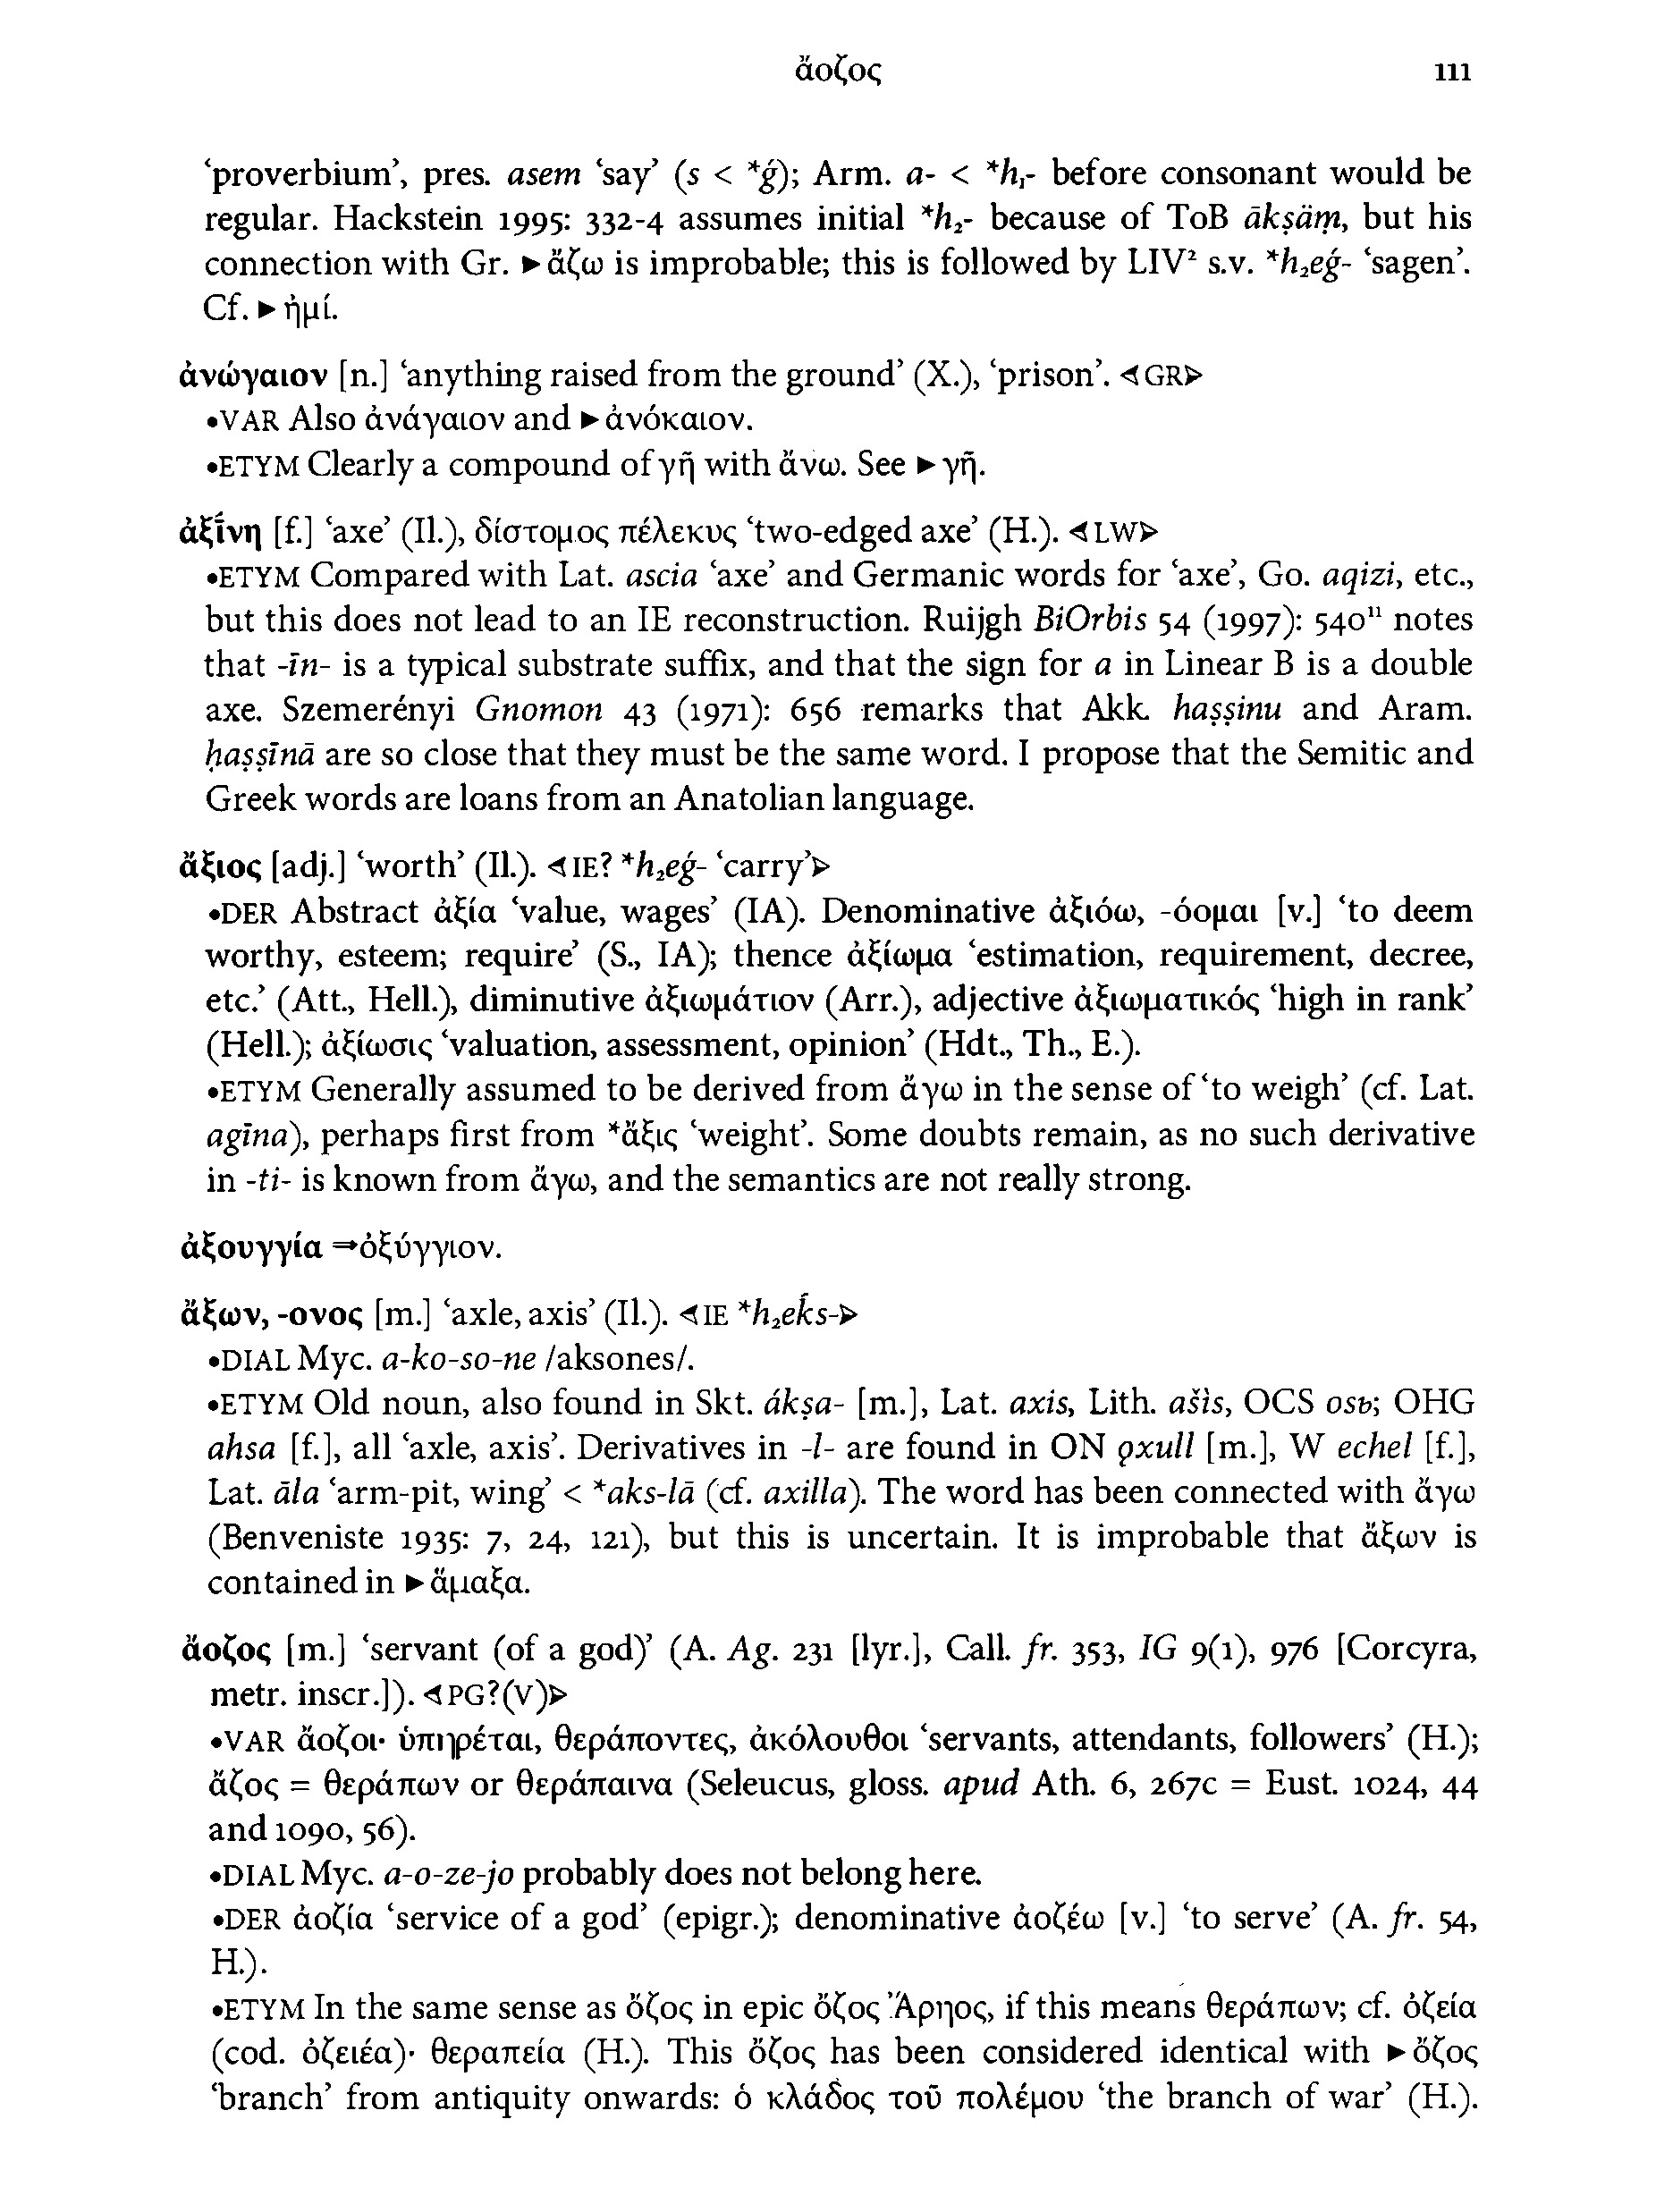 ἄοζος 111
‘proverbium’, pres. asem ‘say’ (s < *ǵ); Arm. a- < *h₁- before consonant would be
regular. Hackstein 1995: 332-4 assumes initial *h₂- because of ToB ākṣäṃ, but his
connection with Gr. ►ἄζω is improbable; this is followed by LIV² s.v. *h₂eǵ- ‘sagen’.
Cf. ►ἠμί.
ἀνώγαιον [n.] ‘anything raised from the ground’ (X.), ‘prison’. ⊲GR⊳
•VAR Also ἀνάγαιον and ►ἀνόκαιον.
•ETYM Clearly a compound of γῆ with ἄνω. See ►γῆ.
ἀξί̄νη [f.] ‘axe’ (Il.), δίστομος πέλεκυς ‘two-edged axe’ (H.). ⊲LW⊳
•ETYM Compared with Lat. ascia ‘axe’ and Germanic words for ‘axe’, Go. aqizi, etc.,
but this does not lead to an IE reconstruction. Ruijgh BiOrbis 54 (1997): 540¹¹ notes
that -īn- is a typical substrate suffix, and that the sign for a in Linear B is a double
axe. Szemerényi Gnomon 43 (1971): 656 remarks that Akk. haṣṣinu and Aram.
ḥaṣṣīnā are so close that they must be the same word. I propose that the Semitic and
Greek words are loans from an Anatolian language.
ἄξιος [adj.] ‘worth’ (Il.). ⊲IE? *h₂eǵ- ‘carry’⊳
•DER Abstract ἀξία ‘value, wages’ (IA). Denominative ἀξιόω, -όομαι [v.] ‘to deem
worthy, esteem; require’ (S., IA); thence ἀξίωμα ‘estimation, requirement, decree,
etc.’ (Att., Hell.), diminutive ἀξιωμάτιον (Arr.), adjective ἀξιωματικός ‘high in rank’
(Hell.); ἀξίωσις ‘valuation, assessment, opinion’ (Hdt., Th., E.).
•ETYM Generally assumed to be derived from ἄγω in the sense of ‘to weigh’ (cf. Lat.
agīna), perhaps first from *ἄξις ‘weight’. Some doubts remain, as no such derivative
in -ti- is known from ἄγω, and the semantics are not really strong.
ἀξουγγία ⇒ὀξύγγιον.
ἄξων, -ονος [m.] ‘axle, axis’ (Il.). ⊲IE *h₂eḱs-⊳
•DIAL Myc. a-ko-so-ne /aksones/.
•ETYM Old noun, also found in Skt. ákṣa- [m.], Lat. axis, Lith. ašìs, OCS osь; OHG
ahsa [f.], all ‘axle, axis’. Derivatives in -l- are found in ON ǫxull [m.], W echel [f.],
Lat. āla ‘arm-pit, wing’ < *aks-lā (cf. axilla). The word has been connected with ἄγω
(Benveniste 1935: 7, 24, 121), but this is uncertain. It is improbable that ἄξων is
contained in ►ἅμαξα.
ἄοζος [m.] ‘servant (of a god)’ (A. Ag. 231 [lyr.], Call. fr. 353, IG 9(1), 976 [Corcyra,
metr. inscr.]). ⊲PG?(V)⊳
•VAR ἄοζοι· ὑπηρέται, θεράποντες, ἀκόλουθοι ‘servants, attendants, followers’ (H.);
ἄζος = θεράπων or θεράπαινα (Seleucus, gloss. apud Ath. 6, 267c = Eust. 1024, 44
and 1090, 56).
•DIAL Myc. a-o-ze-jo probably does not belong here.
•DER ἀοζία ‘service of a god’ (epigr.); denominative ἀοζέω [v.] ‘to serve’ (A. fr. 54,
H.).
•ETYM In the same sense as ὄζος in epic ὄζος Ἄρηος, if this means θεράπων; cf. ὀζεία
(cod. ὀζειέα)· θεραπεία (H.). This ὄζος has been considered identical with ►ὄζος
‘branch’ from antiquity onwards: ὁ κλάδος τοῦ πολέμου ‘the branch of war’ (H.).